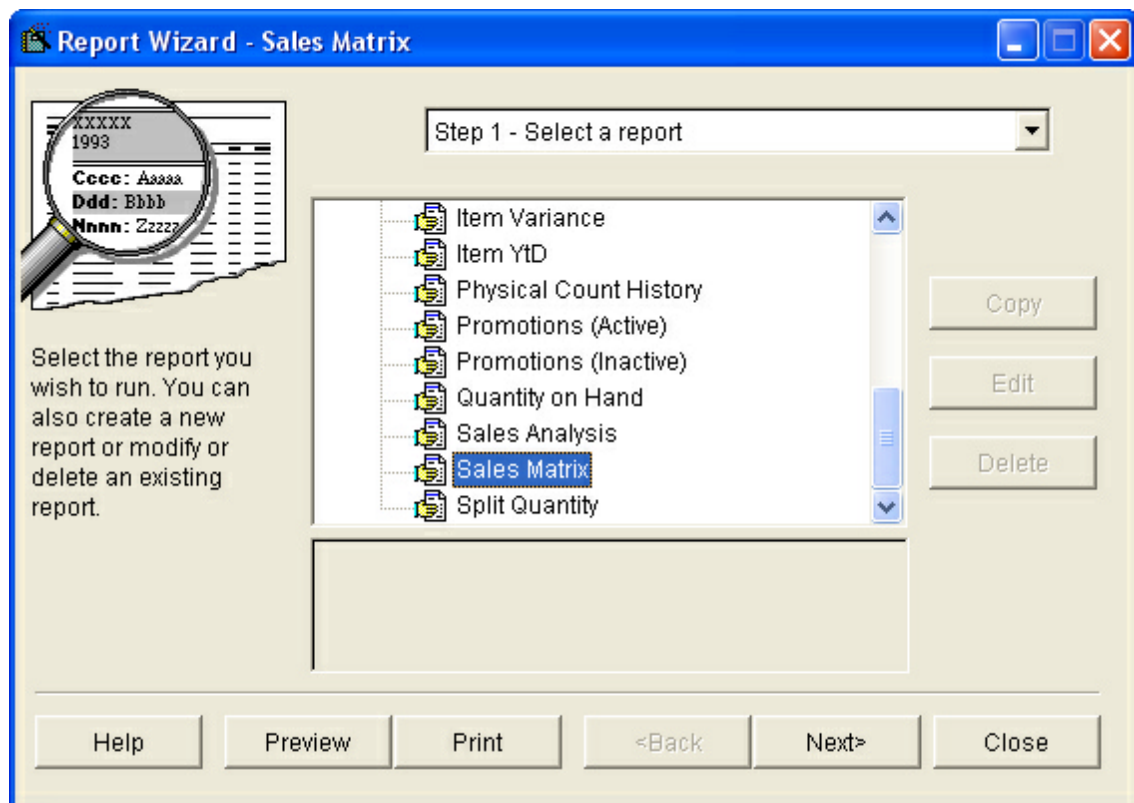 Report Wizard - Sales Matrix
XXXXX
1993
Cccc: Aaaaa
Ddd: Bbbb
Nnnn: Zzzzz
Step 1 - Select a report
Select the report you
wish to run. You can
also create a new
report or modify or
delete an existing
report.
Item Variance
Item YtD
Physical Count History
Promotions (Active)
Promotions (Inactive)
Quantity on Hand
Sales Analysis
Sales Matrix
Split Quantity
Copy
Edit
Delete
Help
Preview
Print
<Back
Next>
Close